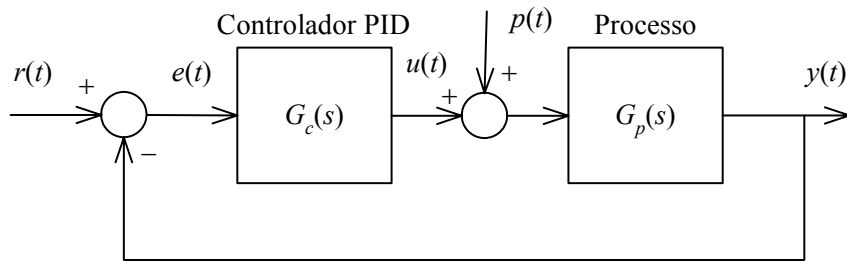 Controlador PID
p(t)
Processo
r(t)
+
e(t)
G_c(s)
u(t)
+
+
G_p(s)
y(t)
−